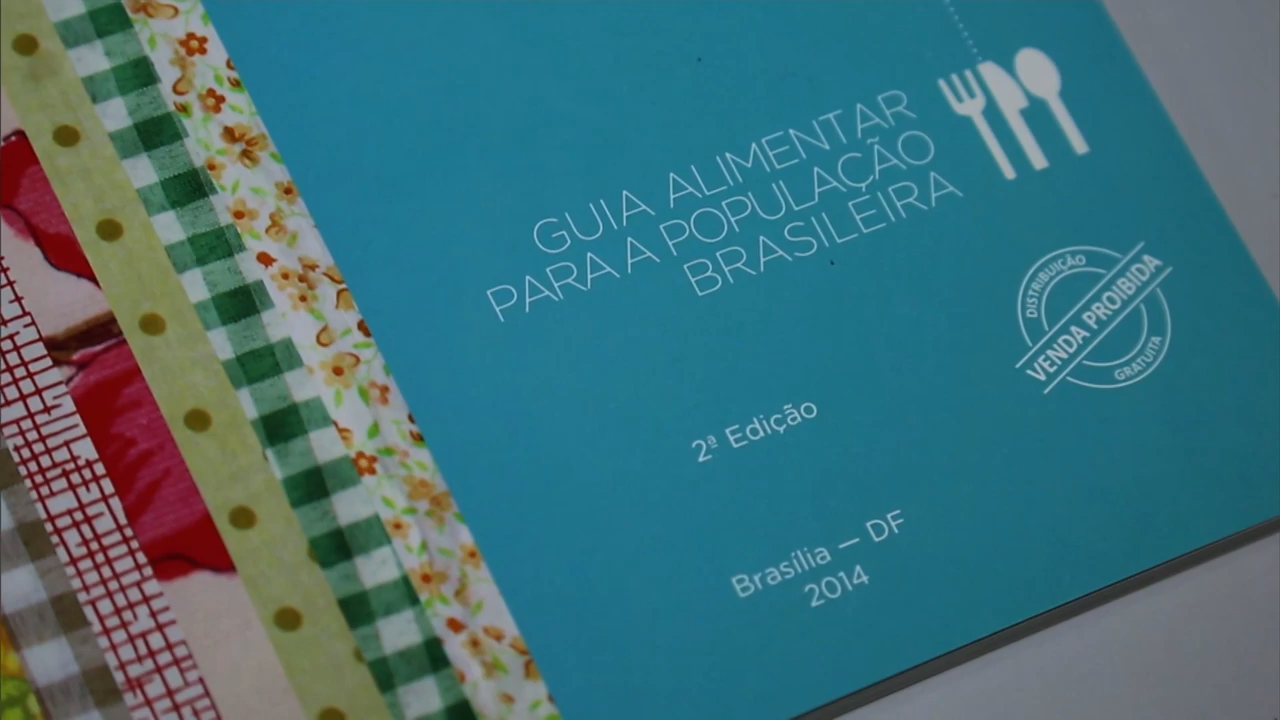 GUIA ALIMENTAR
PARA A POPULAÇÃO
BRASILEIRA
DISTRIBUIÇÃO
VENDA PROIBIDA
GRATUITA
2ª Edição
Brasília – DF
2014